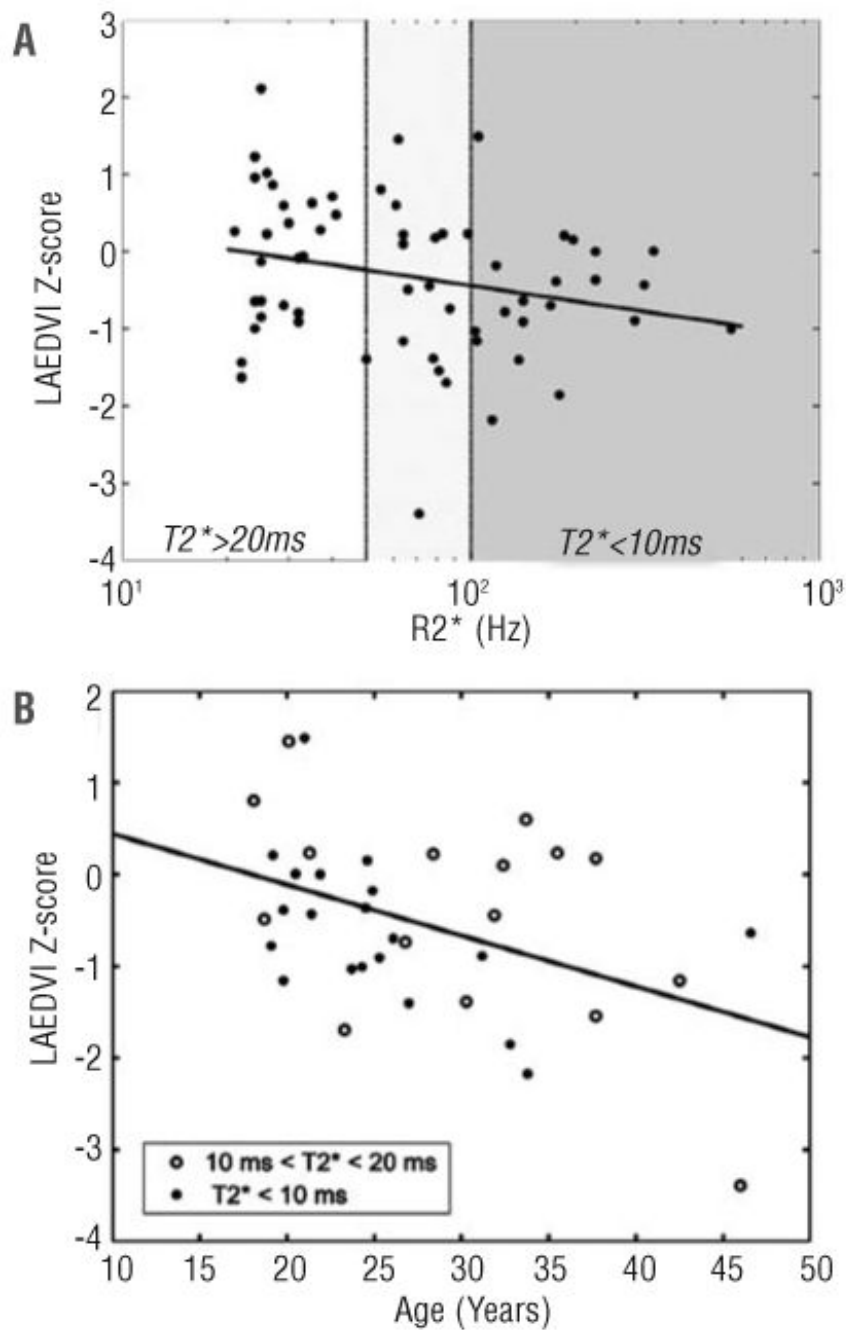 A
3
2
1
0
-1
-2
-3
-4
LAEDVI Z-score
T2*>20ms
T2*<10ms
10¹
10²
10³
R2* (Hz)
B
2
1
0
-1
-2
-3
-4
LAEDVI Z-score
10 ms < T2* < 20 ms
T2* < 10 ms
10 15 20 25 30 35 40 45 50
Age (Years)